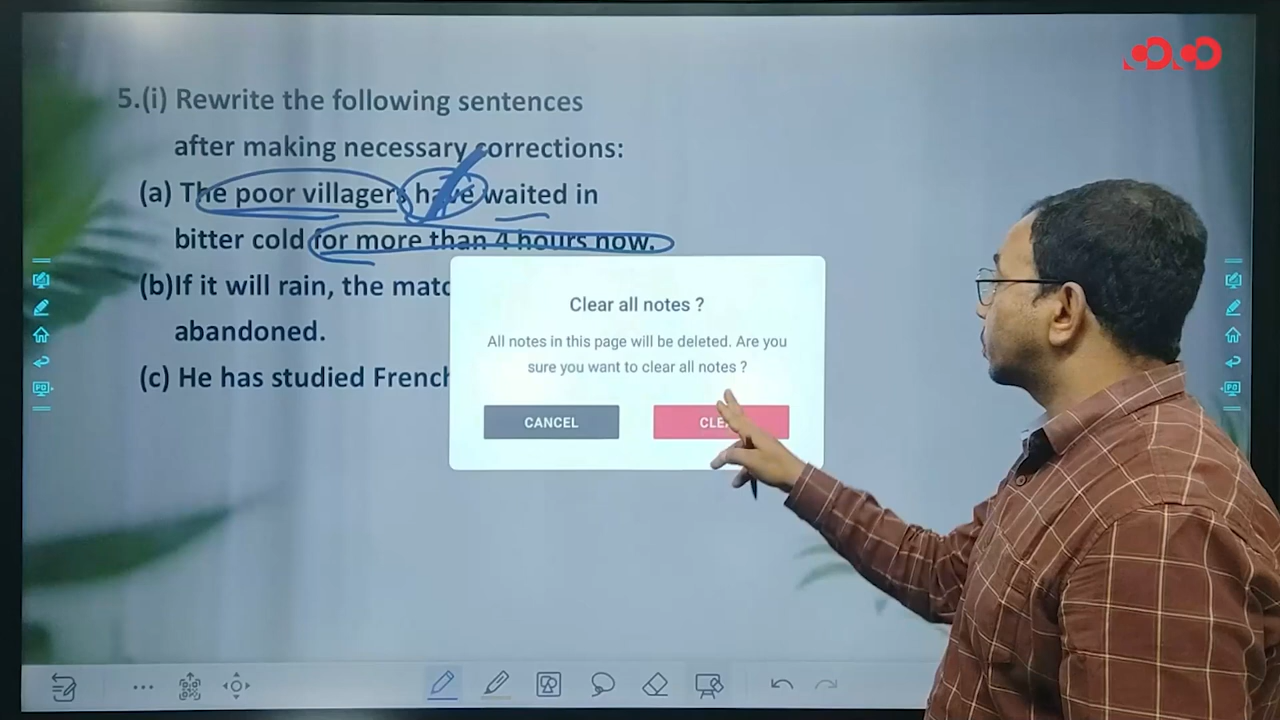 5.(i) Rewrite the following sentences
after making necessary corrections:
(a) The poor villagers have waited in
bitter cold for more than 4 hours now.
(b)If it will rain, the
abandoned.
(c) He has studied French
Clear all notes ?
All notes in this page will be deleted. Are you
sure you want to clear all notes ?
CANCEL